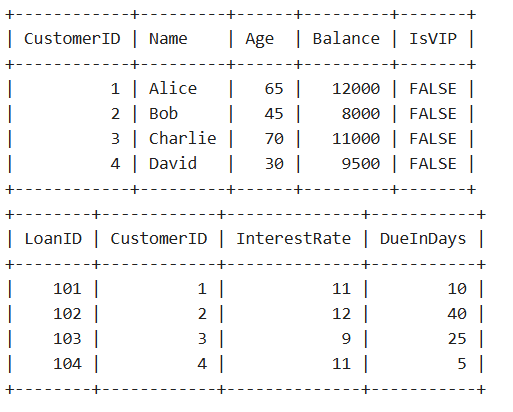 +------------+---------+------+---------+-------+
| CustomerID | Name    | Age  | Balance | IsVIP |
+------------+---------+------+---------+-------+
|          1 | Alice   |   65 |   12000 | FALSE |
|          2 | Bob     |   45 |    8000 | FALSE |
|          3 | Charlie |   70 |   11000 | FALSE |
|          4 | David   |   30 |    9500 | FALSE |
+------------+---------+------+---------+-------+
+--------+------------+--------------+-----------+
| LoanID | CustomerID | InterestRate | DueInDays |
+--------+------------+--------------+-----------+
|    101 |          1 |           11 |        10 |
|    102 |          2 |           12 |        40 |
|    103 |          3 |            9 |        25 |
|    104 |          4 |           11 |         5 |
+--------+------------+--------------+-----------+